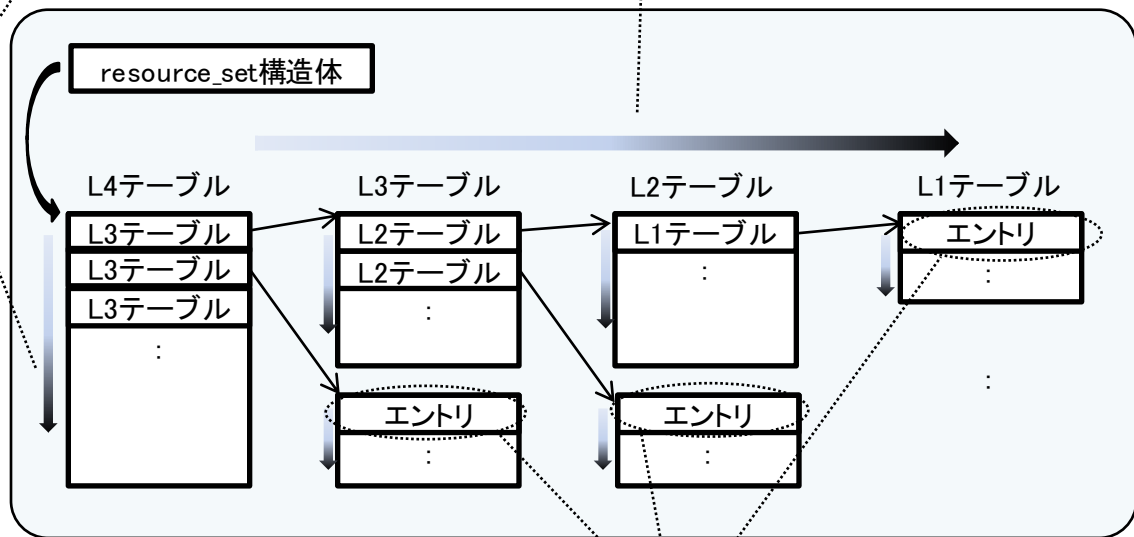 resource_set構造体
L4テーブル
L3テーブル
L2テーブル
L1テーブル
L3テーブル
L3テーブル
L3テーブル
:
L2テーブル
L2テーブル
:
エントリ
:
L1テーブル
:
エントリ
:
エントリ
:
: